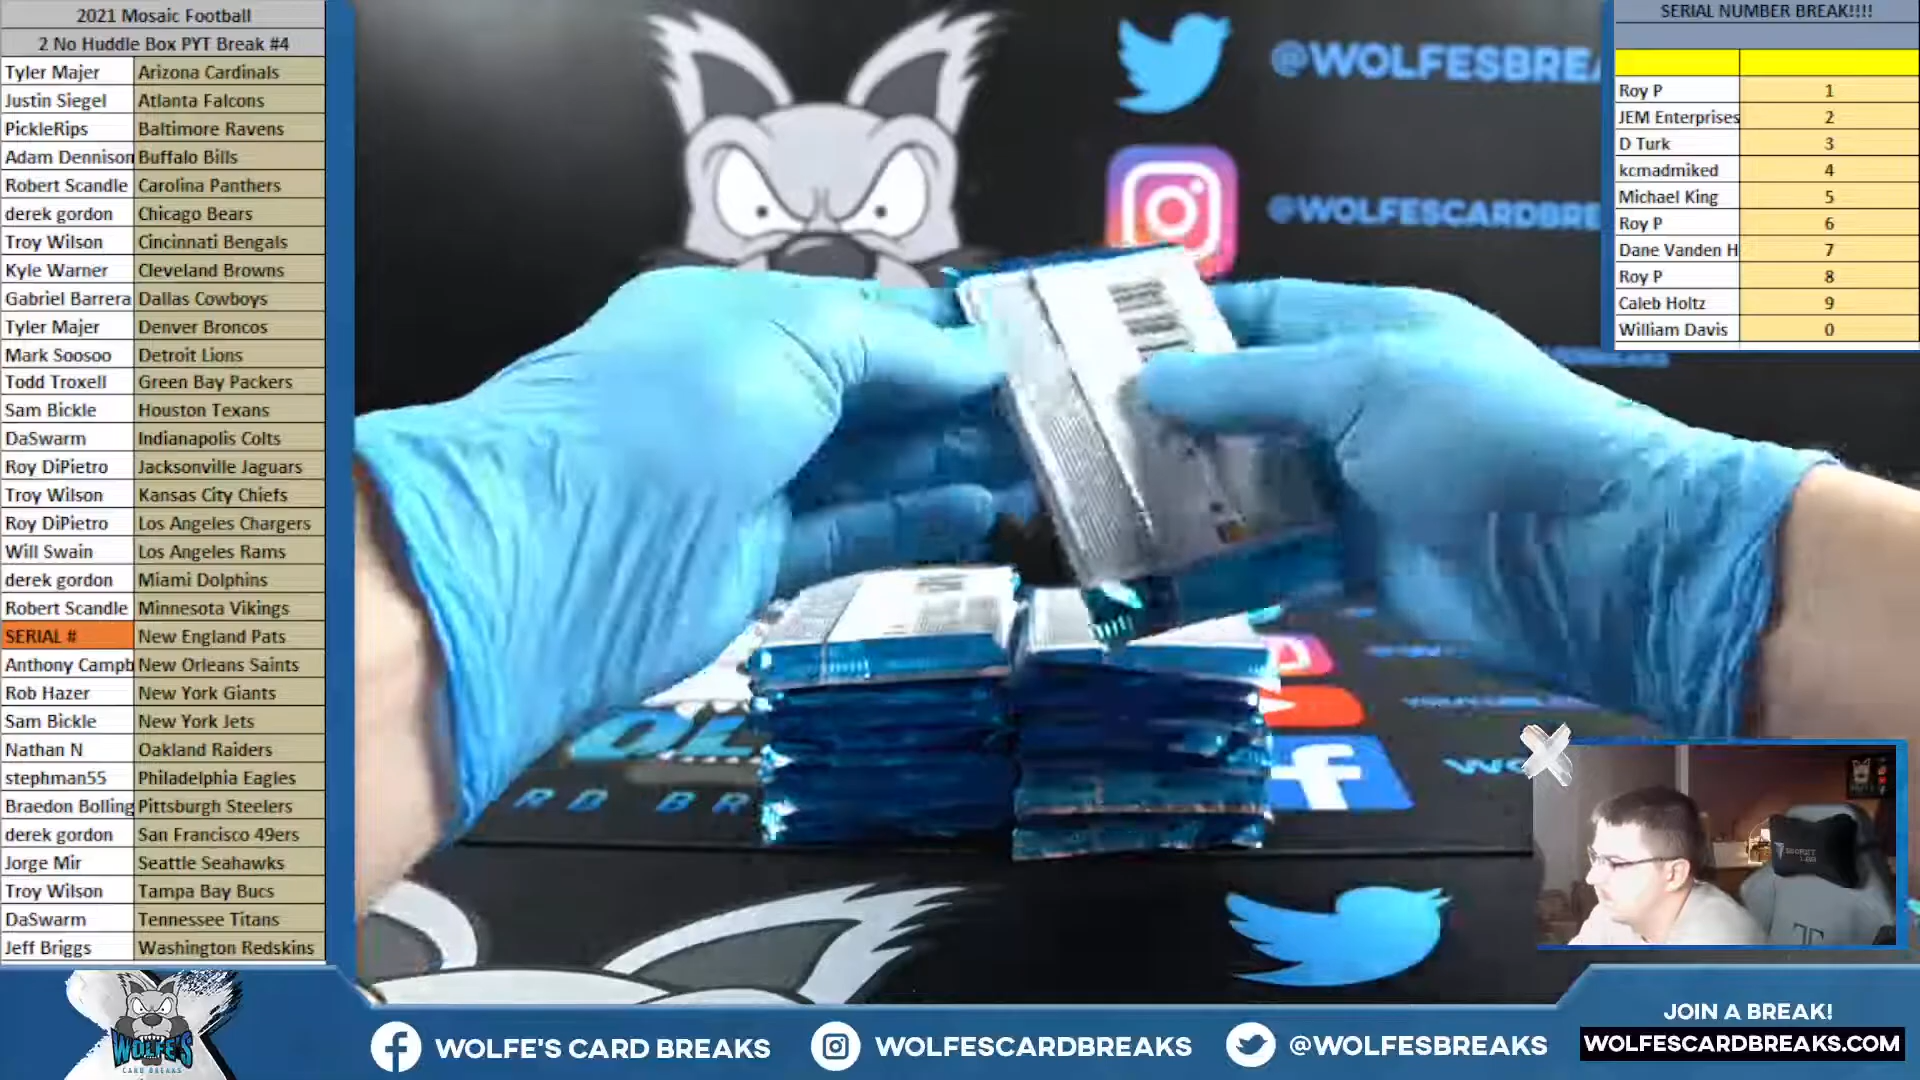 2021 Mosaic Football
2 No Huddle Box PYT Break #4
Tyler Majer Arizona Cardinals
Justin Siegel Atlanta Falcons
PickleRips Baltimore Ravens
Adam Dennison Buffalo Bills
Robert Scandle Carolina Panthers
derek gordon Chicago Bears
Troy Wilson Cincinnati Bengals
Kyle Warner Cleveland Browns
Gabriel Barrera Dallas Cowboys
Tyler Majer Denver Broncos
Mark Soosoo Detroit Lions
Todd Troxell Green Bay Packers
Sam Bickle Houston Texans
DaSwarm Indianapolis Colts
Roy DiPietro Jacksonville Jaguars
Troy Wilson Kansas City Chiefs
Roy DiPietro Los Angeles Chargers
Will Swain Los Angeles Rams
derek gordon Miami Dolphins
Robert Scandle Minnesota Vikings
SERIAL # New England Pats
Anthony Campb New Orleans Saints
Rob Hazer New York Giants
Sam Bickle New York Jets
Nathan N Oakland Raiders
stephman55 Philadelphia Eagles
Braedon Bolling Pittsburgh Steelers
derek gordon San Francisco 49ers
Jorge Mir Seattle Seahawks
Troy Wilson Tampa Bay Bucs
DaSwarm Tennessee Titans
Jeff Briggs Washington Redskins
@WOLFESBREA
@WOLFESCARDBRE
SERIAL NUMBER BREAK!!!!
Roy P 1
JEM Enterprises 2
D Turk 3
kcmadmiked 4
Michael King 5
Roy P 6
Dane Vanden H 7
Roy P 8
Caleb Holtz 9
William Davis 0
OL
RD BR
WOLFE'S
CARD BREAKS
WOLFE'S CARD BREAKS
WOLFESCARDBREAKS
@WOLFESBREAKS
JOIN A BREAK!
WOLFESCARDBREAKS.COM